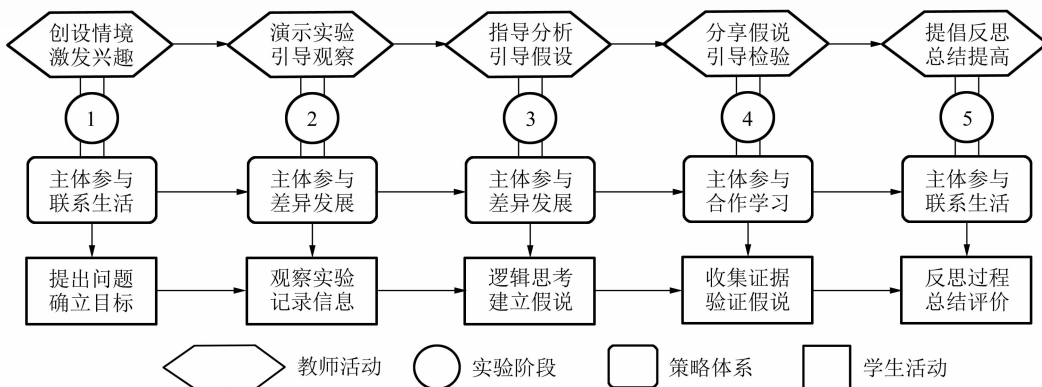 创设情境
激发兴趣
演示实验
引导观察
指导分析
引导假设
分享假说
引导检验
提倡反思
总结提高
1
2
3
4
5
主体参与
联系生活
主体参与
差异发展
主体参与
差异发展
主体参与
合作学习
主体参与
联系生活
提出问题
确立目标
观察实验
记录信息
逻辑思考
建立假说
收集证据
验证假说
反思过程
总结评价
教师活动
实验阶段
策略体系
学生活动